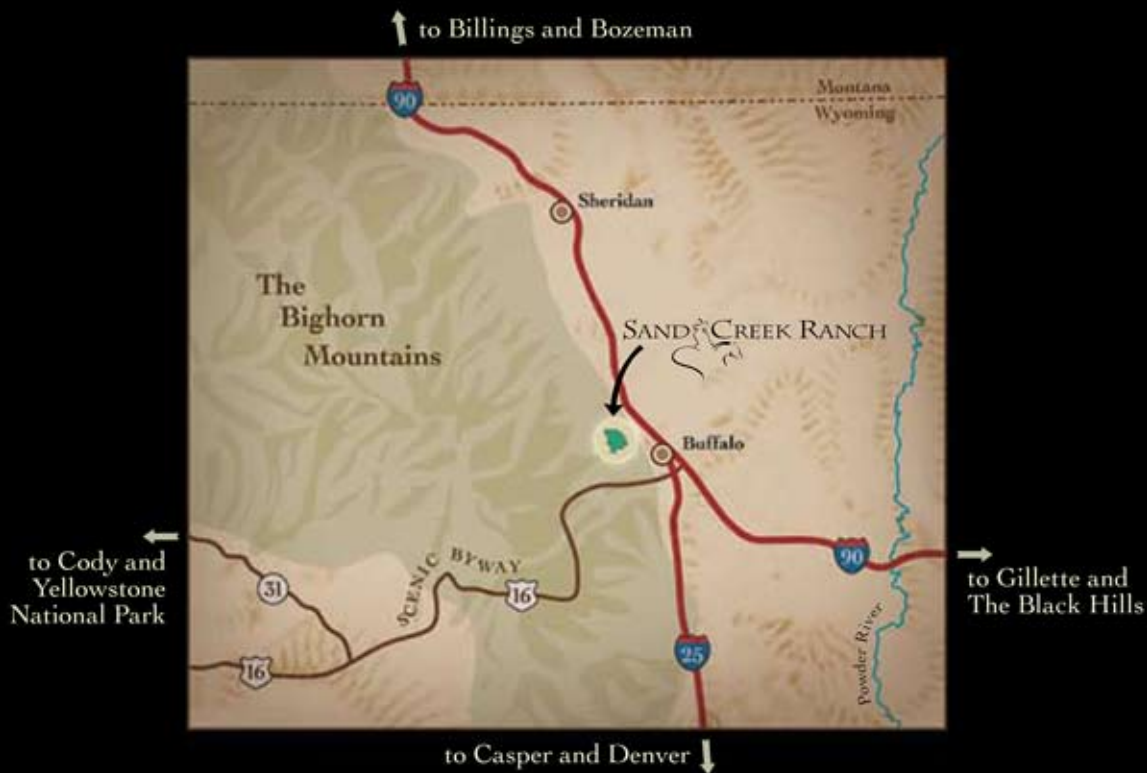 to Billings and Bozeman
90
Montana
Wyoming
Sheridan
The
Bighorn
Mountains
SAND CREEK RANCH
Buffalo
to Cody and
Yellowstone
National Park
31
SCENIC BYWAY
16
90
to Gillette and
The Black Hills
16
25
Powder River
to Casper and Denver